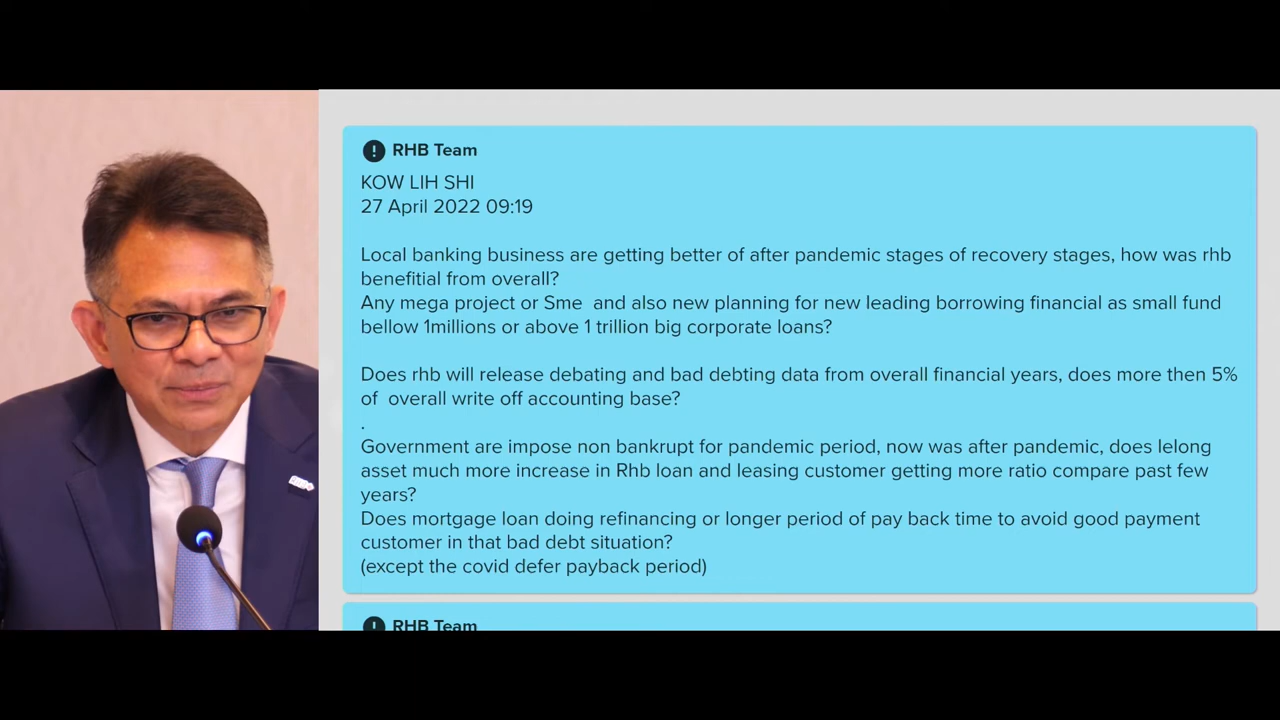 RHB Team
KOW LIH SHI
27 April 2022 09:19
Local banking business are getting better of after pandemic stages of recovery stages, how was rhb
benefitial from overall?
Any mega project or Sme and also new planning for new leading borrowing financial as small fund
bellow 1millions or above 1 trillion big corporate loans?
Does rhb will release debating and bad debting data from overall financial years, does more then 5%
of overall write off accounting base?
.
Government are impose non bankrupt for pandemic period, now was after pandemic, does lelong
asset much more increase in Rhb loan and leasing customer getting more ratio compare past few
years?
Does mortgage loan doing refinancing or longer period of pay back time to avoid good payment
customer in that bad debt situation?
(except the covid defer payback period)
RHB Team